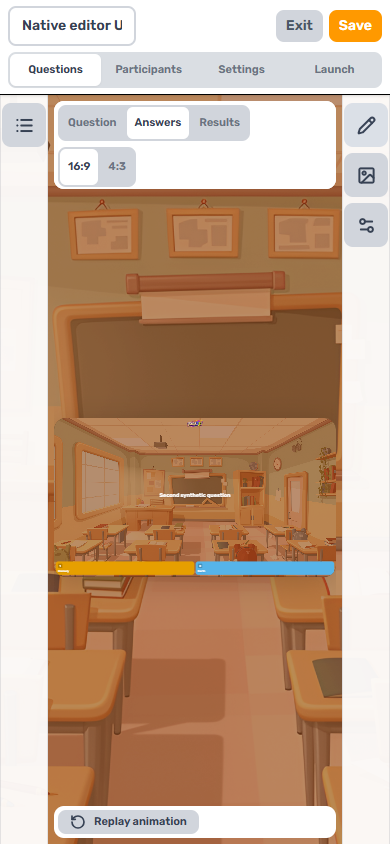 Native editor U
Exit
Save
Questions
Participants
Settings
Launch
Question
Answers
Results
16:9
4:3
Second synthetic question
Replay animation